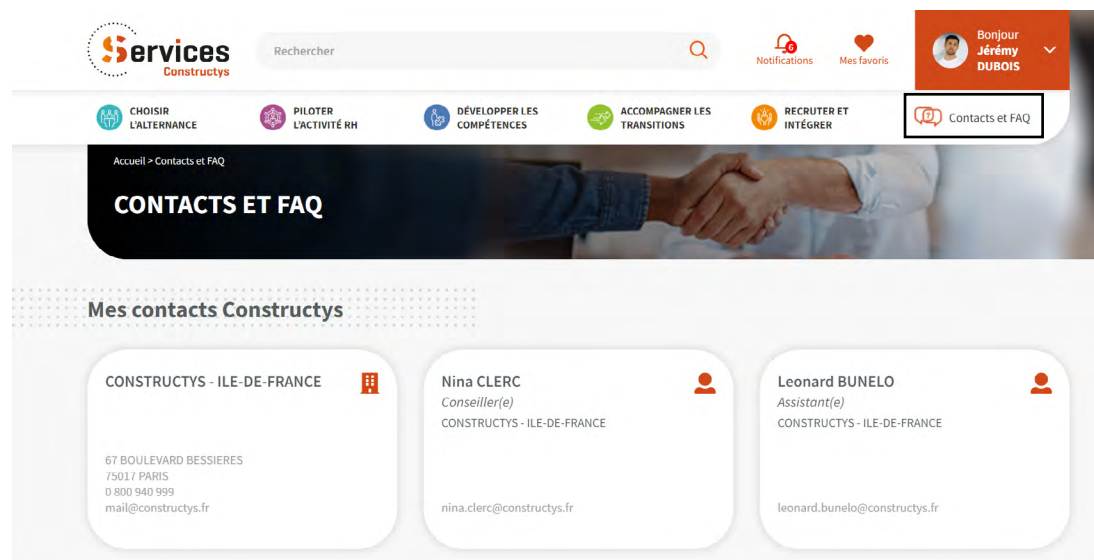 Services
Constructys
Rechercher
6
Notifications
Mes favoris
Bonjour
Jérémy
DUBOIS
CHOISIR
L'ALTERNANCE
PILOTER
L'ACTIVITÉ RH
DÉVELOPPER LES
COMPÉTENCES
ACCOMPAGNER LES
TRANSITIONS
RECRUTER ET
INTÉGRER
Contacts et FAQ
Accueil > Contacts et FAQ
CONTACTS ET FAQ
Mes contacts Constructys
CONSTRUCTYS - ILE-DE-FRANCE
67 BOULEVARD BESSIERES
75017 PARIS
0 800 940 999
mail@constructys.fr
Nina CLERC
Conseiller(e)
CONSTRUCTYS - ILE-DE-FRANCE
nina.clerc@constructys.fr
Leonard BUNELO
Assistant(e)
CONSTRUCTYS - ILE-DE-FRANCE
leonard.bunelo@constructys.fr